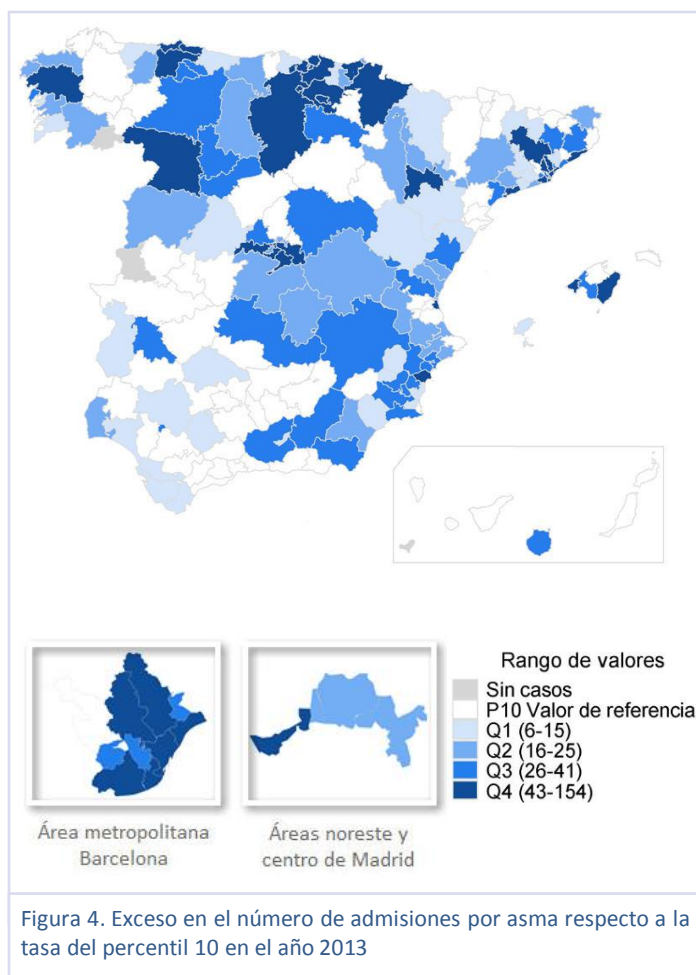 Rango de valores
Sin casos
P10 Valor de referencia
Q1 (6-15)
Q2 (16-25)
Q3 (26-41)
Q4 (43-154)
Área metropolitana
Barcelona
Áreas noreste y
centro de Madrid
Figura 4. Exceso en el número de admisiones por asma respecto a la
tasa del percentil 10 en el año 2013